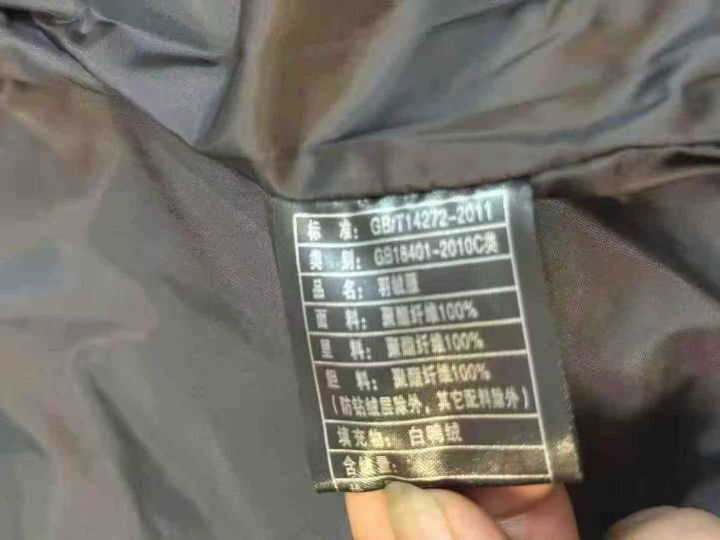 标 准：GB/T14272-2011
类 别：GB18401-2010C类
品 名：羽绒服
面 料：聚酯纤维100%
里 料：聚酯纤维100%
胆 料：聚酯纤维100%
（防钻绒层除外，其它配料除外）
填充物：白鸭绒
含绒量：